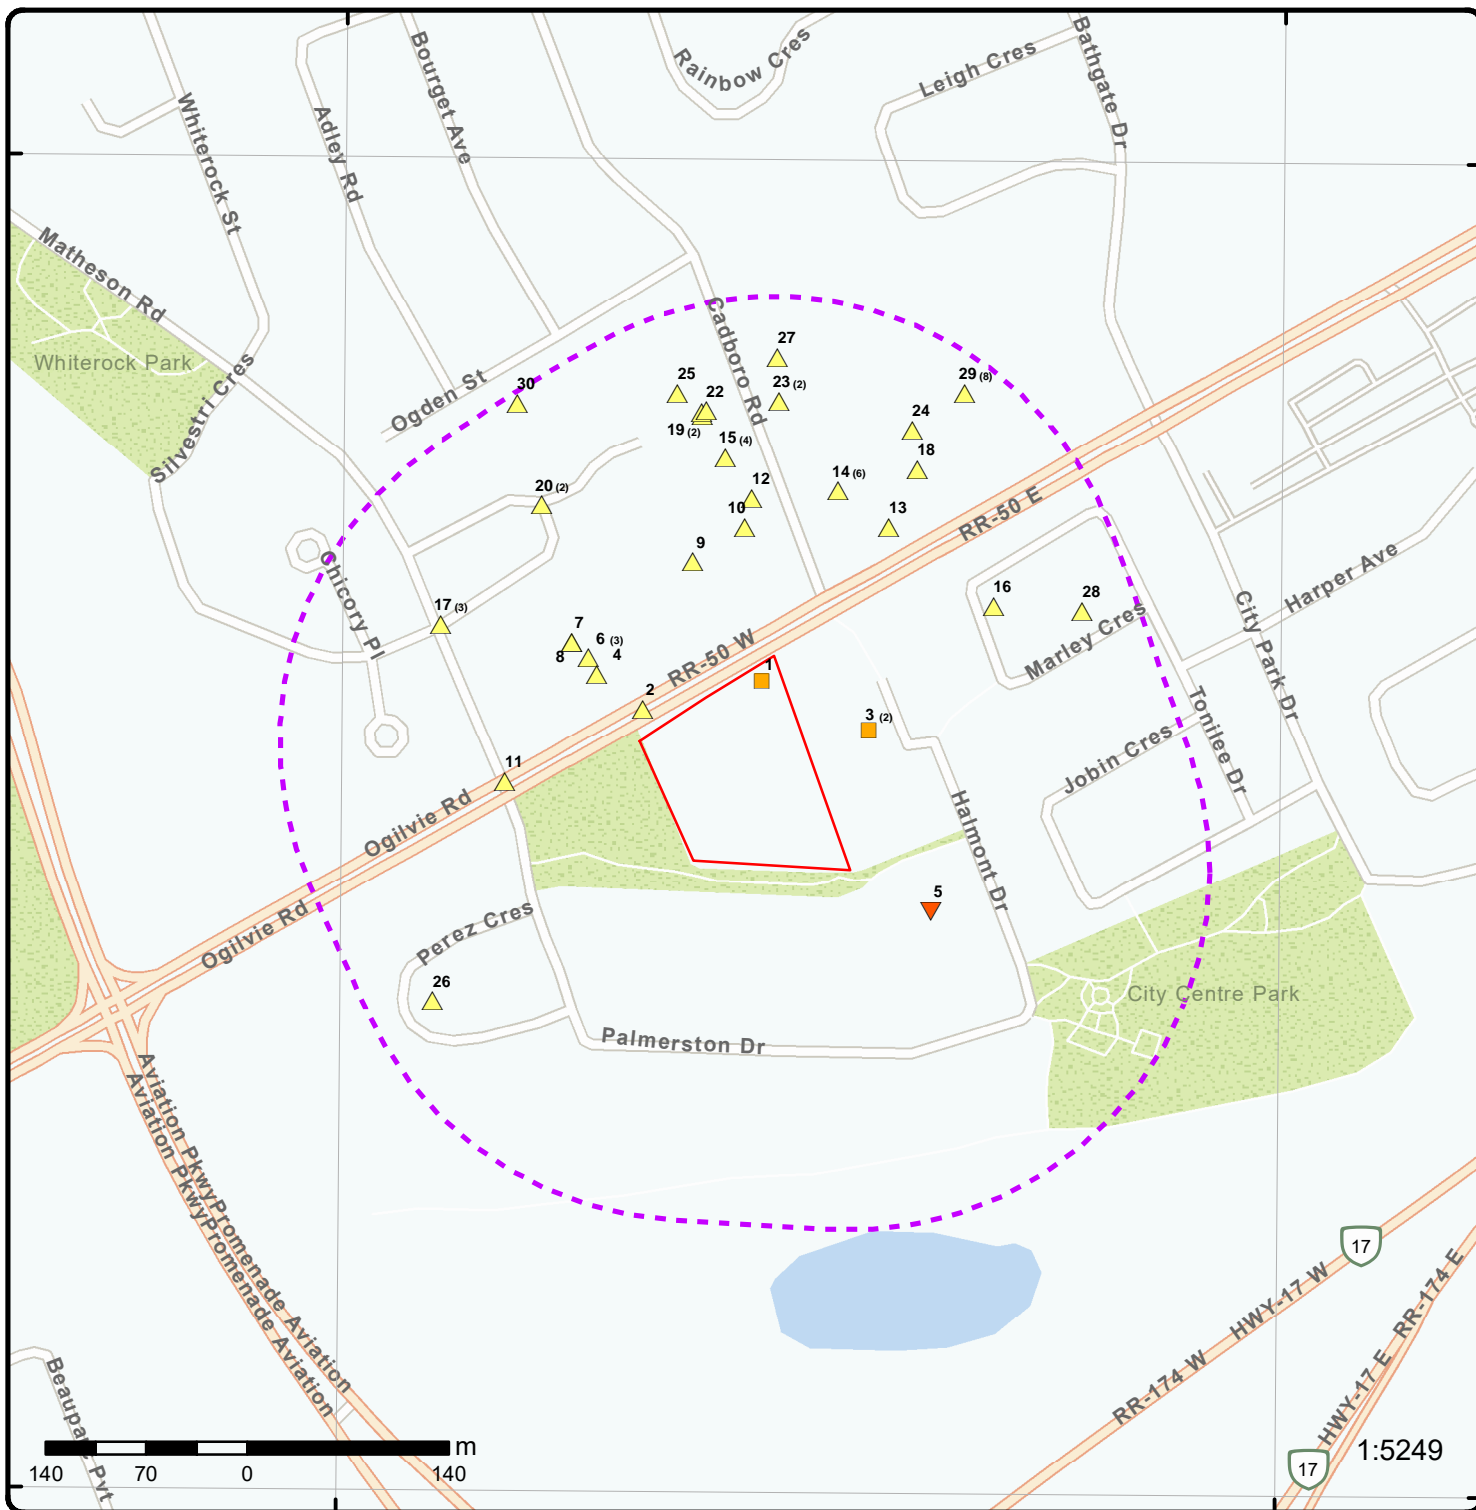 Rainbow Cres
Leigh Cres
Bathgate Dr
Bourget Ave
Adley Rd
Whiterock St
Matheson Rd
Whiterock Park
Silvestri Cres
Ogden St
Cadboro Rd
27
30
25
22
23 (2)
29 (8)
19 (2)
24
15 (4)
18
20 (2)
12
14 (6)
10
13
9
RR-50 E
Chicory Pl
17 (3)
16
28
City Park Dr
Harper Ave
Marley Cres
7
6 (3)
8
4
RR-50 W
1
2
3 (2)
Tonilee Dr
Jobin Cres
11
Ogilvie Rd
Halmont Dr
5
Ogilvie Rd
Perez Cres
26
City Centre Park
Palmerston Dr
Aviation Pkwy
Promenade Aviation
Aviation Pkwy
Promenade Aviation
17
HWY-17 W
RR-174 W
RR-174 E
HWY-17 E
17
Pvt
m
140 70 0 140
1:5249